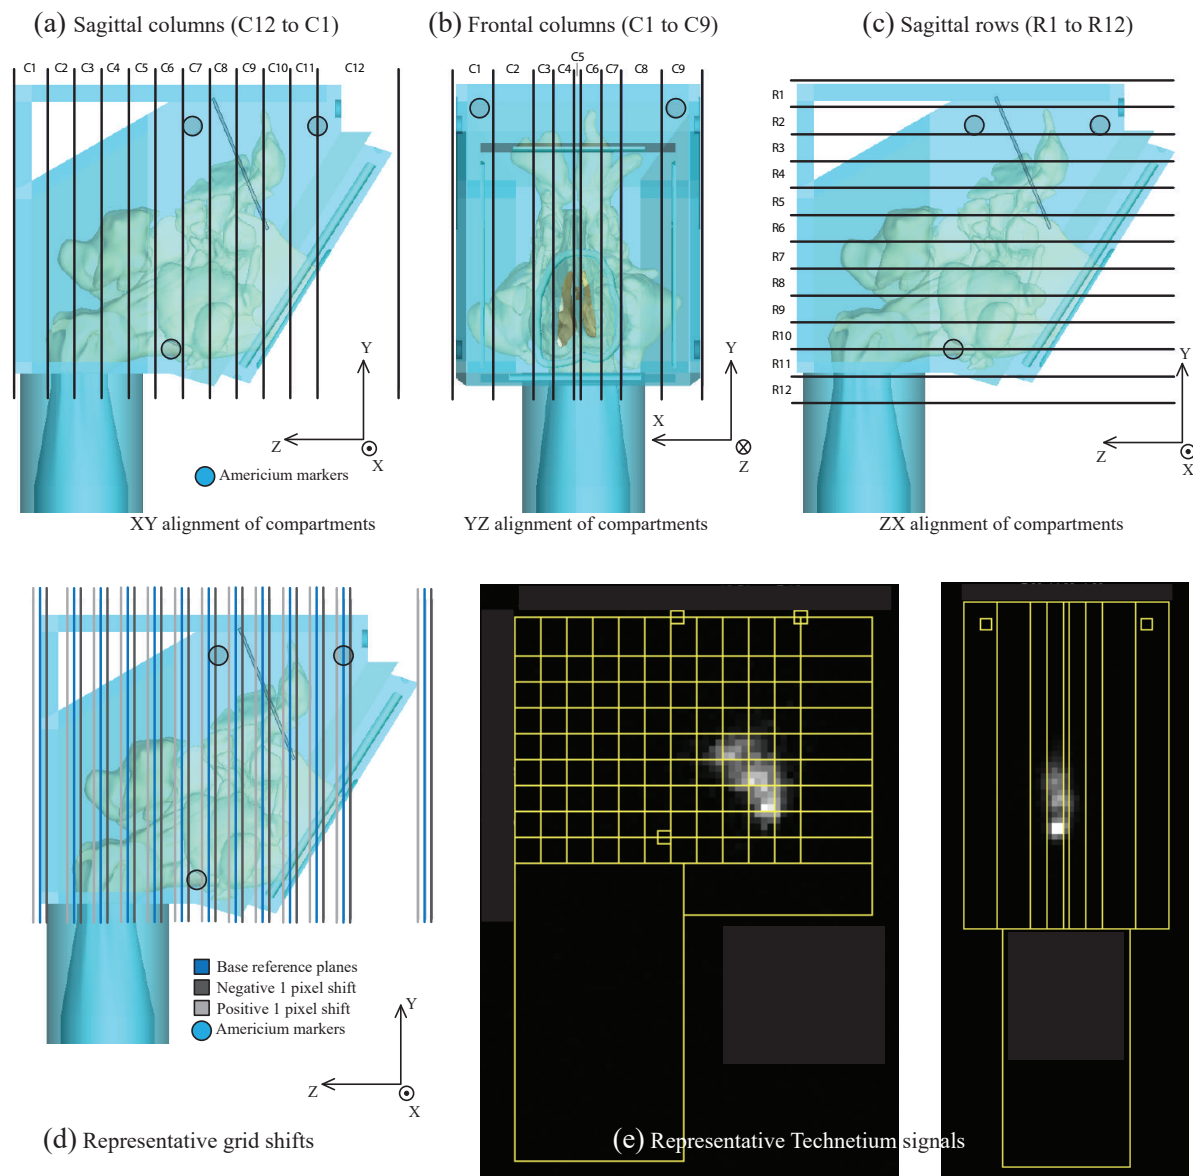 (a) Sagittal columns (C12 to C1)
(b) Frontal columns (C1 to C9)
(c) Sagittal rows (R1 to R12)
C1 C2 C3 C4 C5 C6 C7 C8 C9 C10 C11 C12
C5
C1 C2 C3 C4 C6 C7 C8 C9
R1
R2
R3
R4
R5
R6
R7
R8
R9
R10
R11
R12
Y
Z
X
Americium markers
Y
X
Z
Y
Z
X
XY alignment of compartments
YZ alignment of compartments
ZX alignment of compartments
Base reference planes
Negative 1 pixel shift
Positive 1 pixel shift
Americium markers
Y
Z
X
(d) Representative grid shifts
(e) Representative Technetium signals